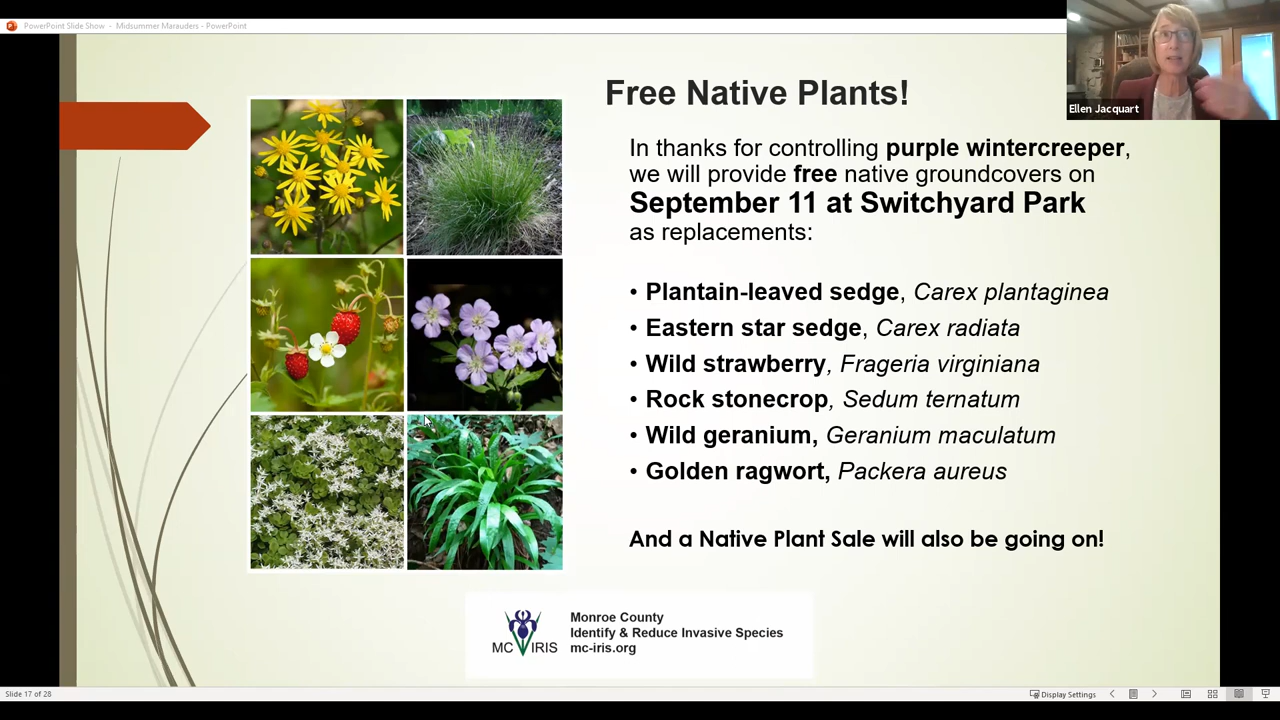 PowerPoint Slide Show - Midsummer Marauders - PowerPoint
Ellen Jacquart
Free Native Plants!
In thanks for controlling purple wintercreeper,
we will provide free native groundcovers on
September 11 at Switchyard Park
as replacements:
• Plantain-leaved sedge, Carex plantaginea
• Eastern star sedge, Carex radiata
• Wild strawberry, Frageria virginiana
• Rock stonecrop, Sedum ternatum
• Wild geranium, Geranium maculatum
• Golden ragwort, Packera aureus
And a Native Plant Sale will also be going on!
MC IRIS
Monroe County
Identify & Reduce Invasive Species
mc-iris.org
Slide 17 of 28
Display Settings